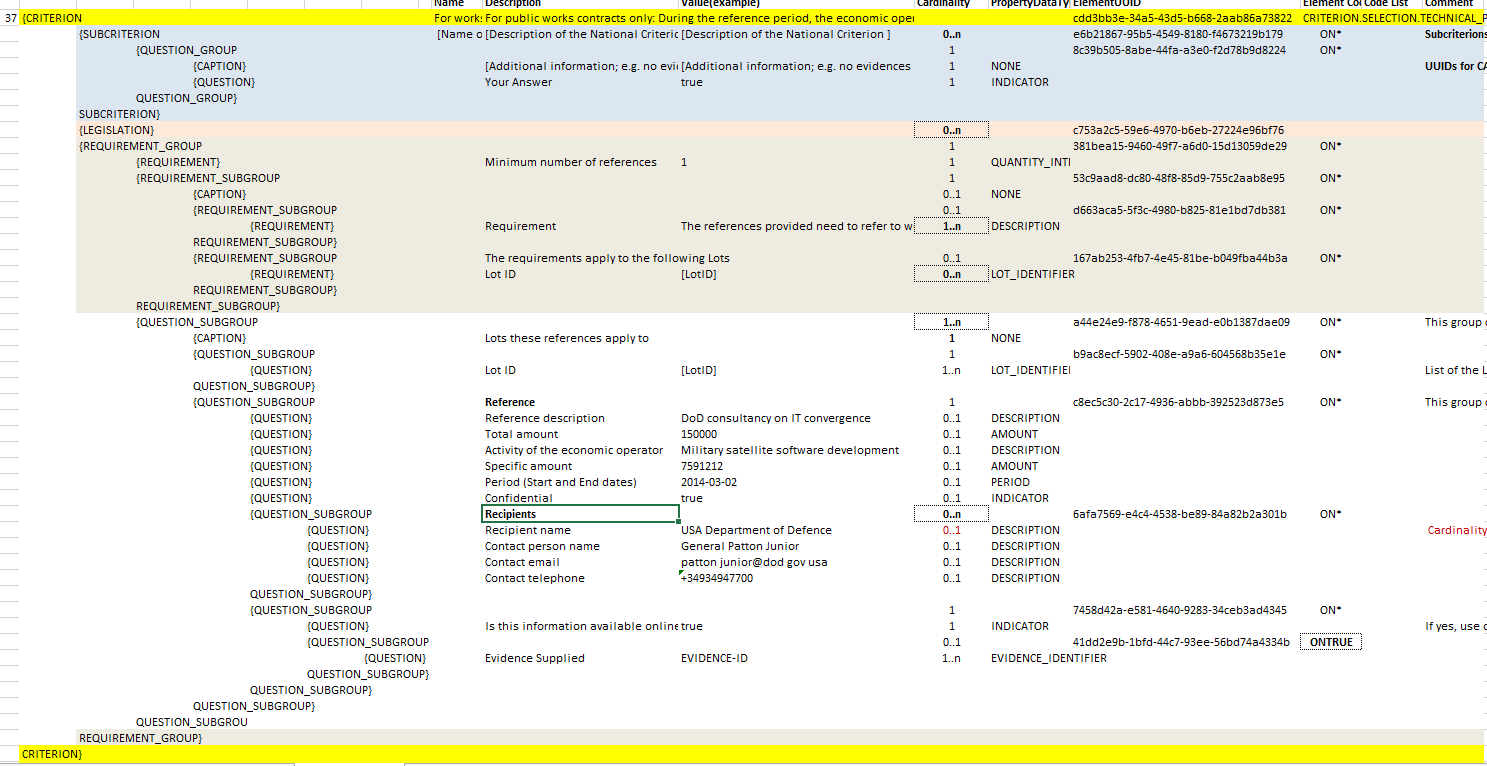 Name Description Value(example) Cardinality PropertyDataTy ElementUUID Element Co Code List Comment
37 {CRITERION For works For public works contracts only: During the reference period, the economic oper cdd3bb3e-34a5-43d5-b668-2aab86a73822 CRITERION.SELECTION.TECHNICAL_P
{SUBCRITERION [Name o [Description of the National Criteric [Description of the National Criterion ] 0..n e6b21867-95b5-4549-8180-f4673219b179 ON* Subcriterions
{QUESTION_GROUP 1 8c39b505-8abe-44fa-a3e0-f2d78b9d8224 ON*
{CAPTION} [Additional information; e.g. no evi [Additional information; e.g. no evidences 1 NONE UUIDs for CA
{QUESTION} Your Answer true 1 INDICATOR
QUESTION_GROUP}
SUBCRITERION}
{LEGISLATION} 0..n c753a2c5-59e6-4970-b6eb-27224e96bf76
{REQUIREMENT_GROUP 1 381bea15-9460-49f7-a6d0-15d13059de29 ON*
{REQUIREMENT} Minimum number of references 1 1 QUANTITY_INTI
{REQUIREMENT_SUBGROUP 1 53c9aad8-dc80-48f8-85d9-755c2aab8e95 ON*
{CAPTION} 0..1 NONE
{REQUIREMENT_SUBGROUP 0..1 d663aca5-5f3c-4980-b825-81e1bd7db381 ON*
{REQUIREMENT} Requirement The references provided need to refer to w 1..n DESCRIPTION
REQUIREMENT_SUBGROUP}
{REQUIREMENT_SUBGROUP The requirements apply to the following Lots 0..1 167ab253-4fb7-4e45-81be-b049fba44b3a ON*
{REQUIREMENT} Lot ID [LotID] 0..n LOT_IDENTIFIER
REQUIREMENT_SUBGROUP}
REQUIREMENT_SUBGROUP}
{QUESTION_SUBGROUP 1..n a44e24e9-f878-4651-9ead-e0b1387dae09 ON* This group
{CAPTION} Lots these references apply to 1 NONE
{QUESTION_SUBGROUP 1 b9ac8ecf-5902-408e-a9a6-604568b35e1e ON*
{QUESTION} Lot ID [LotID] 1..n LOT_IDENTIFIEI List of the L
QUESTION_SUBGROUP}
{QUESTION_SUBGROUP Reference 1 c8ec5c30-2c17-4936-abbb-392523d873e5 ON* This group
{QUESTION} Reference description DoD consultancy on IT convergence 0..1 DESCRIPTION
{QUESTION} Total amount 150000 0..1 AMOUNT
{QUESTION} Activity of the economic operator Military satellite software development 0..1 DESCRIPTION
{QUESTION} Specific amount 7591212 0..1 AMOUNT
{QUESTION} Period (Start and End dates) 2014-03-02 0..1 PERIOD
{QUESTION} Confidential true 0..1 INDICATOR
{QUESTION_SUBGROUP Recipients 0..n 6afa7569-e4c4-4538-be89-84a82b2a301b ON*
{QUESTION} Recipient name USA Department of Defence 0..1 DESCRIPTION Cardinality
{QUESTION} Contact person name General Patton Junior 0..1 DESCRIPTION
{QUESTION} Contact email patton junior@dod gov usa 0..1 DESCRIPTION
{QUESTION} Contact telephone +34934947700 0..1 DESCRIPTION
QUESTION_SUBGROUP}
{QUESTION_SUBGROUP 1 7458d42a-e581-4640-9283-34ceb3ad4345 ON*
{QUESTION} Is this information available online true 1 INDICATOR If yes, use
{QUESTION_SUBGROUP 0..1 41dd2e9b-1bfd-44c7-93ee-56bd74a4334b ONTRUE
{QUESTION} Evidence Supplied EVIDENCE-ID 1..n EVIDENCE_IDENTIFIER
QUESTION_SUBGROUP}
QUESTION_SUBGROUP}
QUESTION_SUBGROUP}
QUESTION_SUBGROU
REQUIREMENT_GROUP}
CRITERION}